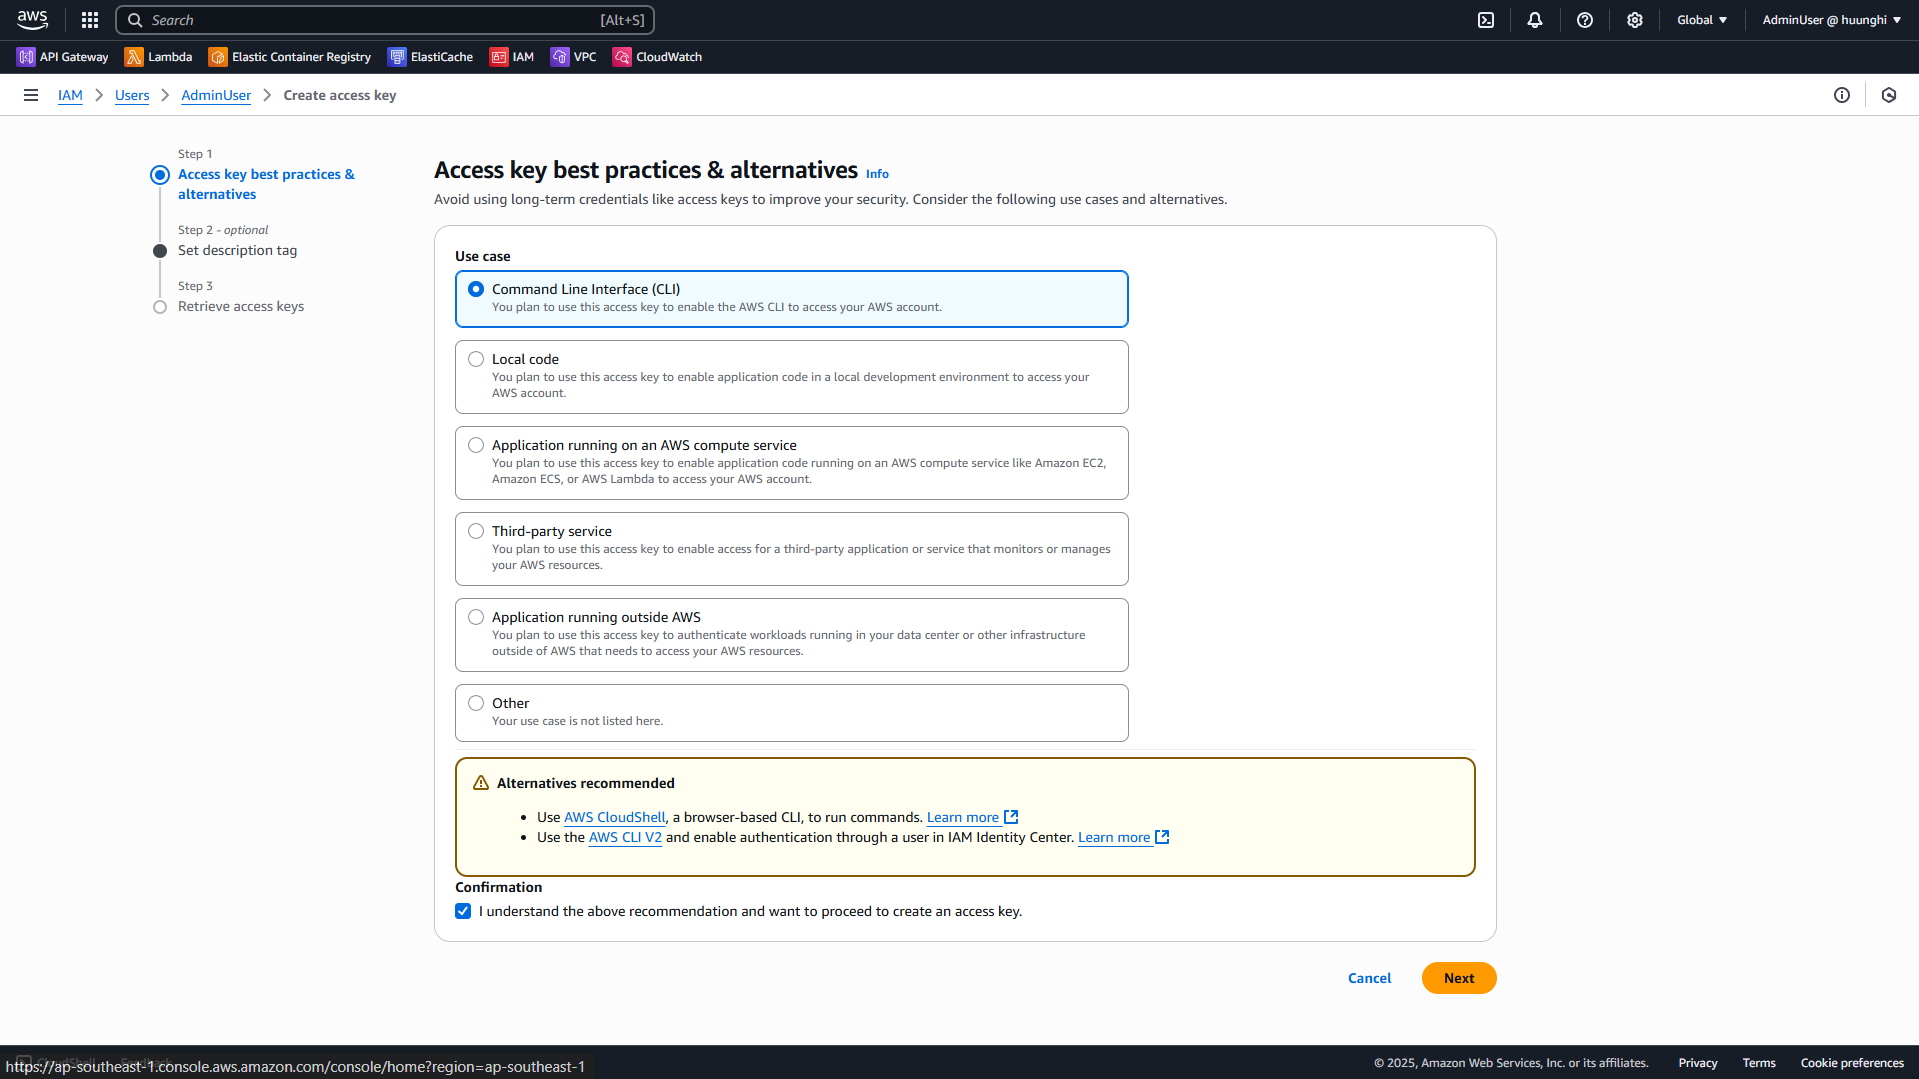 aws
Search [Alt+S]
Global
AdminUser @ huunghi
API Gateway
Lambda
Elastic Container Registry
ElastiCache
IAM
VPC
CloudWatch
IAM
Users
AdminUser
Create access key
Step 1
Access key best practices &
alternatives
Step 2 - optional
Set description tag
Step 3
Retrieve access keys
Access key best practices & alternatives Info
Avoid using long-term credentials like access keys to improve your security. Consider the following use cases and alternatives.
Use case
Command Line Interface (CLI)
You plan to use this access key to enable the AWS CLI to access your AWS account.
Local code
You plan to use this access key to enable application code in a local development environment to access your
AWS account.
Application running on an AWS compute service
You plan to use this access key to enable application code running on an AWS compute service like Amazon EC2,
Amazon ECS, or AWS Lambda to access your AWS account.
Third-party service
You plan to use this access key to enable access for a third-party application or service that monitors or manages
your AWS resources.
Application running outside AWS
You plan to use this access key to authenticate workloads running in your data center or other infrastructure
outside of AWS that needs to access your AWS resources.
Other
Your use case is not listed here.
Alternatives recommended
• Use AWS CloudShell, a browser-based CLI, to run commands. Learn more
• Use the AWS CLI V2 and enable authentication through a user in IAM Identity Center. Learn more
Confirmation
I understand the above recommendation and want to proceed to create an access key.
Cancel
Next
CloudShell
Feedback
https://ap-southeast-1.console.aws.amazon.com/console/home?region=ap-southeast-1
© 2025, Amazon Web Services, Inc. or its affiliates.
Privacy
Terms
Cookie preferences